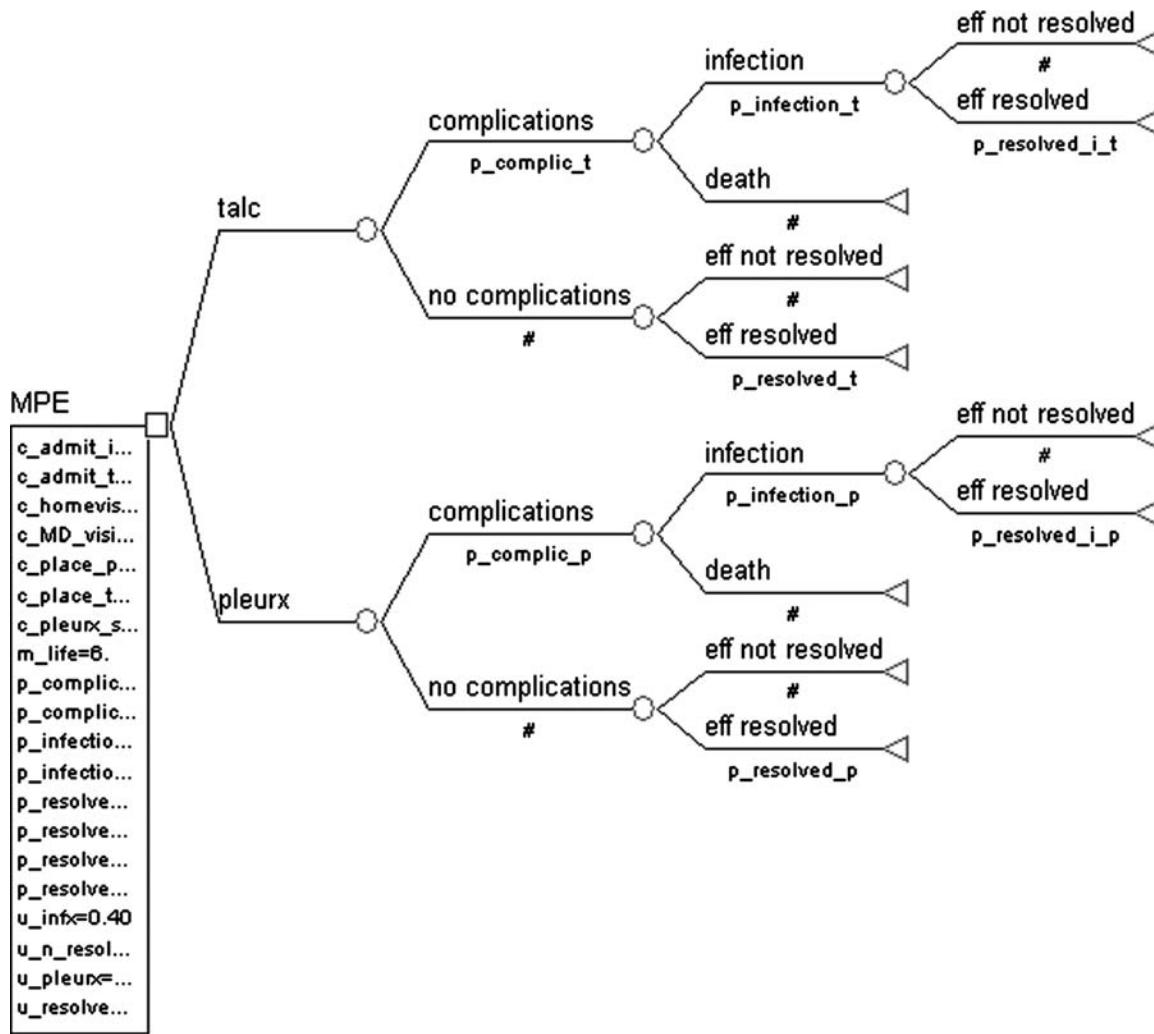 eff not resolved
#
infection
p_infection_t
eff resolved
p_resolved_i_t
complications
p_complic_t
death
#
talc
eff not resolved
#
no complications
#
eff resolved
p_resolved_t
MPE
c_admit_i...
c_admit_t...
c_homevis...
c_MD_visi...
c_place_p...
c_place_t...
c_pleurx_s...
m_life=6.
p_complic...
p_complic...
p_infectio...
p_infectio...
p_resolve...
p_resolve...
p_resolve...
p_resolve...
u_infx=0.40
u_n_resol...
u_pleurx=...
u_resolve...
eff not resolved
#
infection
p_infection_p
eff resolved
p_resolved_i_p
complications
p_complic_p
death
#
pleurx
eff not resolved
#
no complications
#
eff resolved
p_resolved_p